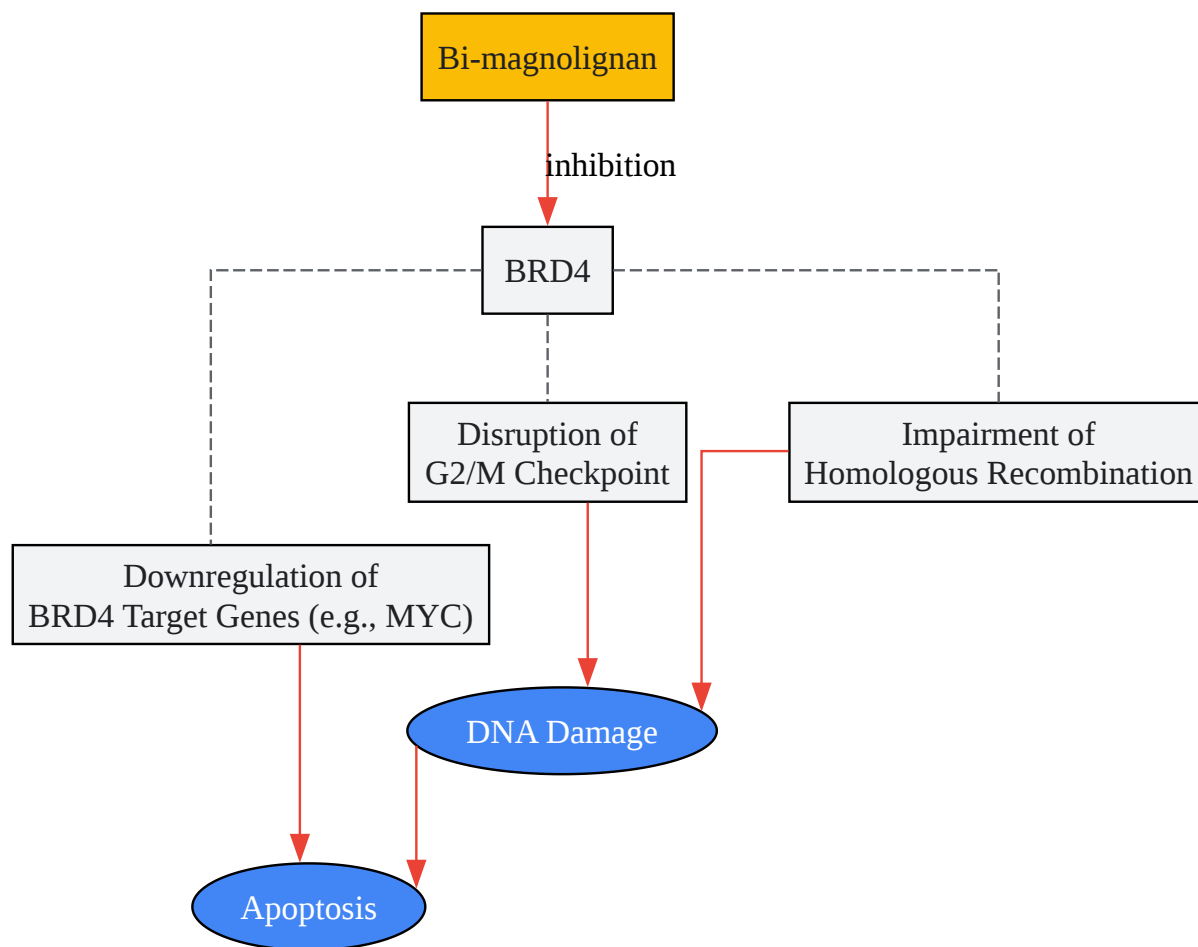 Bi-magnolignan
inhibition
BRD4
Disruption of
G2/M Checkpoint
Impairment of
Homologous Recombination
Downregulation of
BRD4 Target Genes (e.g., MYC)
DNA Damage
Apoptosis